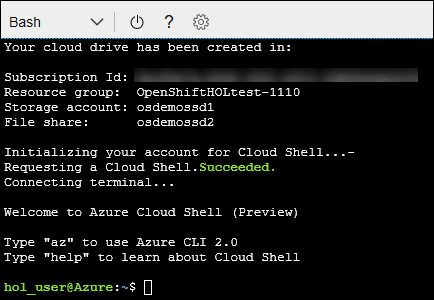 Bash
?
Your cloud drive has been created in:
Subscription Id:
Resource group: OpenShiftHOLtest-1110
Storage account: osdemossd1
File share: osdemossd2
Initializing your account for Cloud Shell...-
Requesting a Cloud Shell.Succeeded.
Connecting terminal...
Welcome to Azure Cloud Shell (Preview)
Type "az" to use Azure CLI 2.0
Type "help" to learn about Cloud Shell
hol_user@Azure:~$